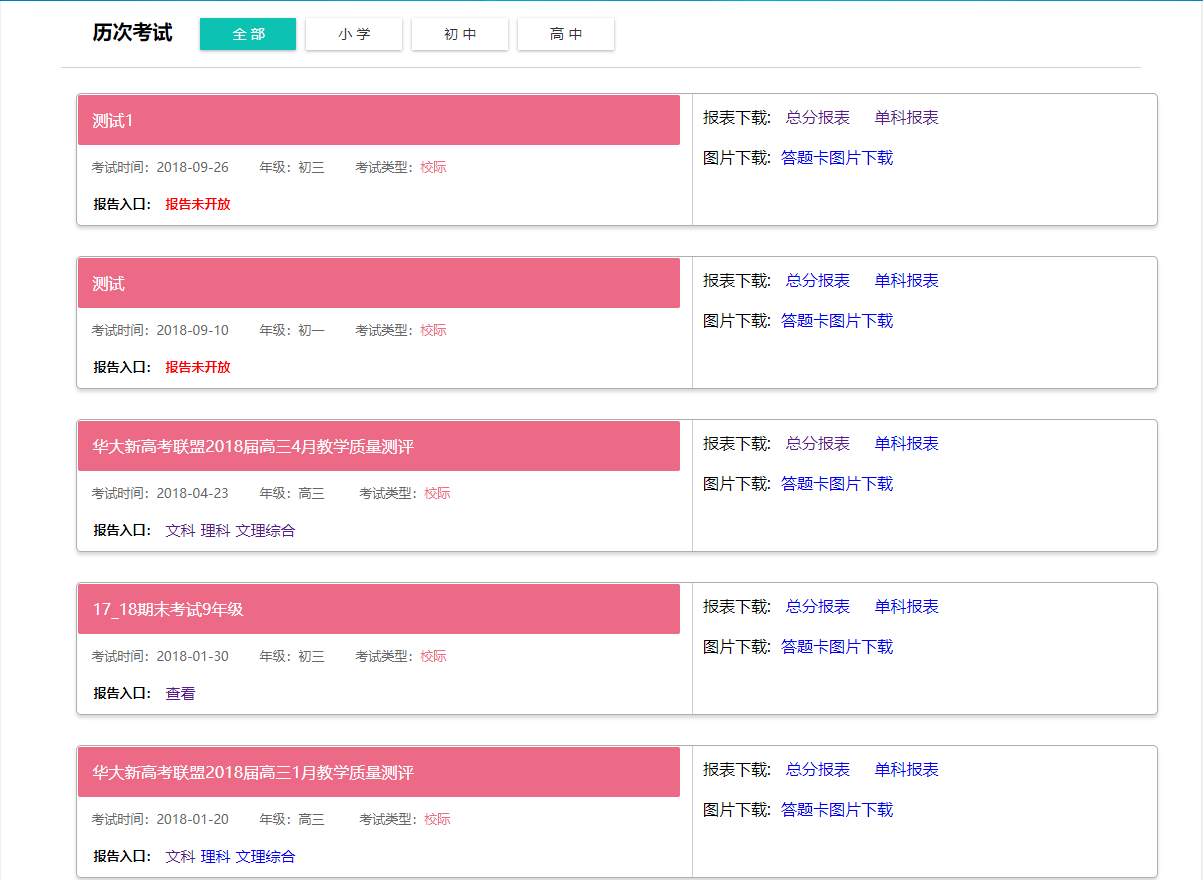 历次考试 全 部 小 学 初 中 高 中
测试1
考试时间：2018-09-26 年级：初三 考试类型：校际
报告入口： 报告未开放
报表下载: 总分报表 单科报表
图片下载: 答题卡图片下载
测试
考试时间：2018-09-10 年级：初一 考试类型：校际
报告入口： 报告未开放
报表下载: 总分报表 单科报表
图片下载: 答题卡图片下载
华大新高考联盟2018届高三4月教学质量测评
考试时间：2018-04-23 年级：高三 考试类型：校际
报告入口： 文科 理科 文理综合
报表下载: 总分报表 单科报表
图片下载: 答题卡图片下载
17_18期末考试9年级
考试时间：2018-01-30 年级：初三 考试类型：校际
报告入口： 查看
报表下载: 总分报表 单科报表
图片下载: 答题卡图片下载
华大新高考联盟2018届高三1月教学质量测评
考试时间：2018-01-20 年级：高三 考试类型：校际
报告入口： 文科 理科 文理综合
报表下载: 总分报表 单科报表
图片下载: 答题卡图片下载